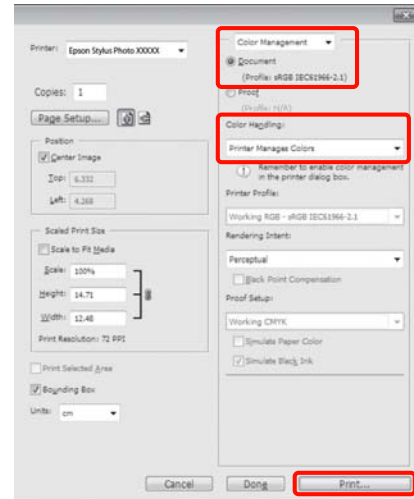 Printer: Epson Stylus Photo XXXXX
Copies: 1
Page Setup...
Position
Center Image
Top: 6.332
Left: 4.268
Scaled Print Size
Scale to Fit Media
Scale: 100%
Height: 14.71
Width: 12.48
Print Resolution: 72 PPI
Print Selected Area
Bounding Box
Units: cm
Color Management
Document
(Profile: sRGB IEC61966-2.1)
Proof
(Profile: N/A)
Color Handling:
Printer Manages Colors
Remember to enable color management
in the printer dialog box.
Printer Profile:
Working RGB - sRGB IEC61966-2.1
Rendering Intent:
Perceptual
Black Point Compensation
Proof Setup:
Working CMYK
Simulate Paper Color
Simulate Black Ink
Cancel
Done
Print...